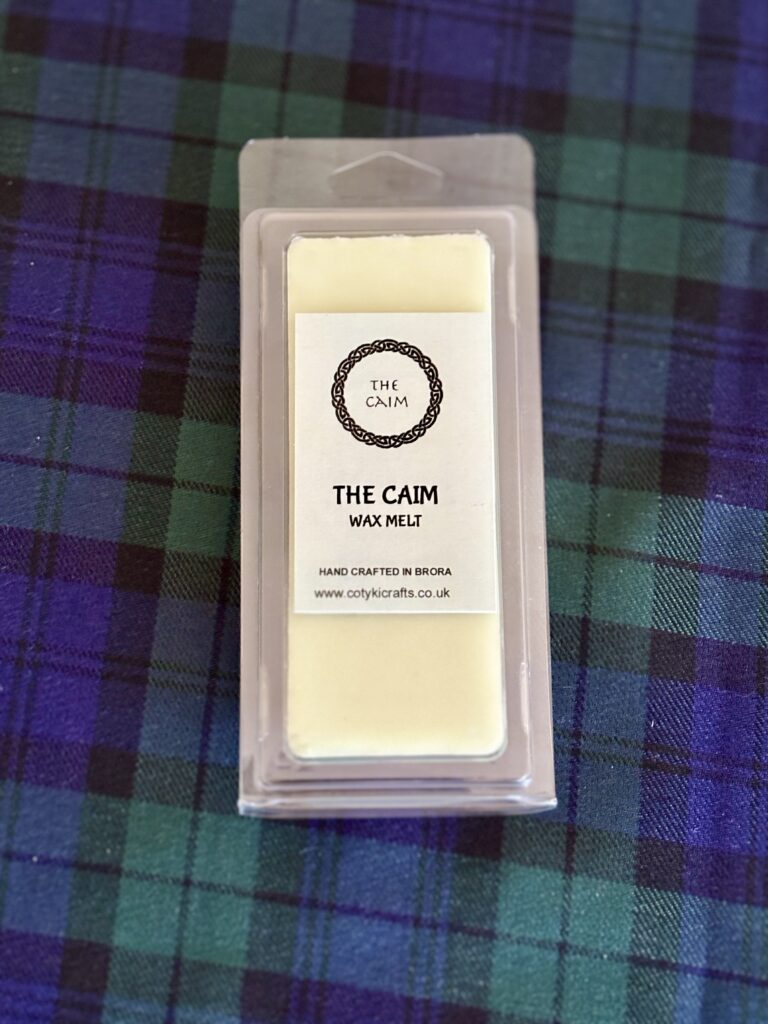 THE
CAIM
THE CAIM
WAX MELT
HAND CRAFTED IN BRORA
www.cotykicrafts.co.uk